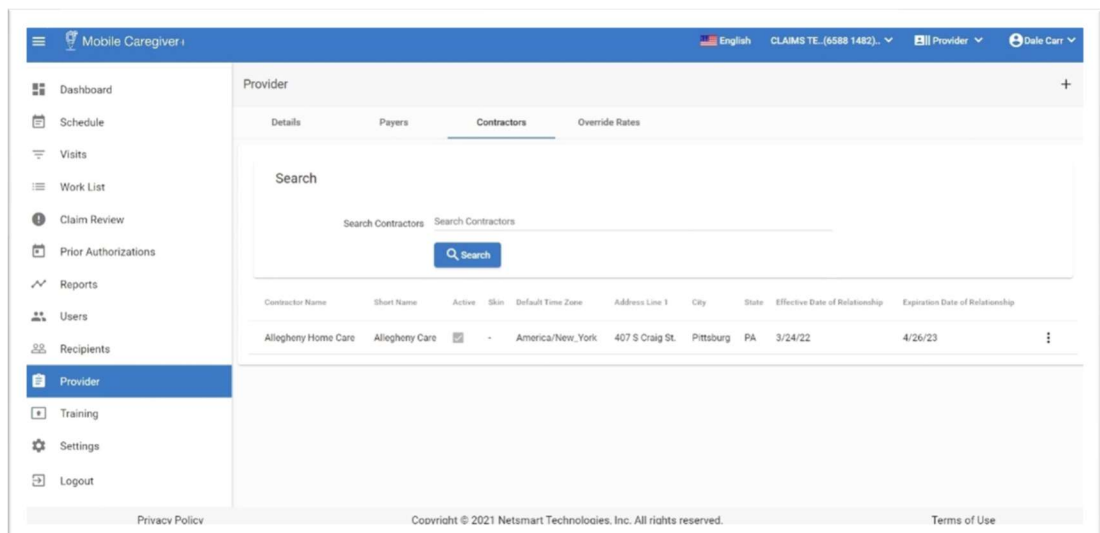 Mobile Caregiver+
English CLAIMS TE..(6588 1482).. Provider Dale Carr
Dashboard
Schedule
Visits
Work List
Claim Review
Prior Authorizations
Reports
Users
Recipients
Provider
Training
Settings
Logout
Provider +
Details Payers Contractors Override Rates
Search
Search Contractors Search Contractors
Search
Contractor Name Short Name Active Skin Default Time Zone Address Line 1 City State Effective Date of Relationship Expiration Date of Relationship
Allegheny Home Care Allegheny Care - America/New_York 407 S Craig St. Pittsburg PA 3/24/22 4/26/23
Privacy Policy Copyright © 2021 Netsmart Technologies, Inc. All rights reserved. Terms of Use